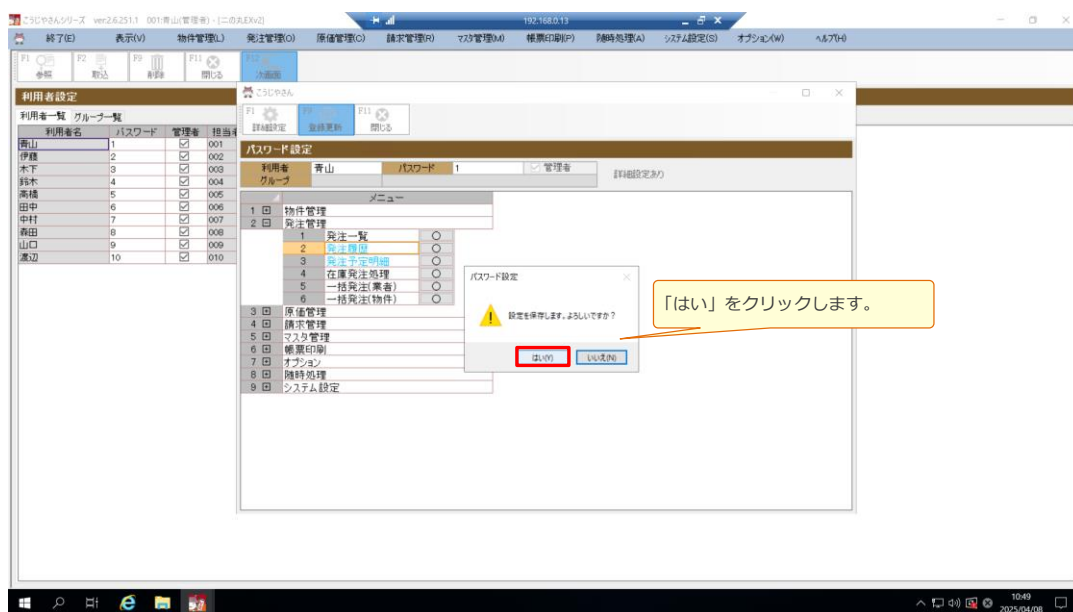 こうじやさんシリーズ ver.2.6.251.1 001:青山(管理者) - [二の丸EXv2]
192.168.0.13
終了(E) 表示(V) 物件管理(L) 発注管理(O) 原価管理(C) 請求管理(R) マスタ管理(M) 帳票印刷(P) 随時処理(A) システム設定(S) オプション(W) ヘルプ(H)
F1 参照 F2 取込 F9 削除 F11 閉じる F12 次画面
利用者設定
利用者一覧 グループ一覧
利用者名 パスワード 管理者 担当者
青山 1 001
伊藤 2 002
木下 3 003
鈴木 4 004
高橋 5 005
田中 6 006
中村 7 007
森田 8 008
山口 9 009
渡辺 10 010
こうじやさん
F1 詳細設定 F9 登録更新 F11 閉じる
パスワード設定
利用者 青山 パスワード 1 管理者
グループ 詳細設定あり
メニュー
1 物件管理
2 発注管理
1 発注一覧 〇
2 発注履歴 〇
3 発注予定明細 〇
4 在庫発注処理 〇
5 一括発注(業者) 〇
6 一括発注(物件) 〇
3 原価管理
4 請求管理
5 マスタ管理
6 帳票印刷
7 オプション
8 随時処理
9 システム設定
パスワード設定
設定を保存します。よろしいですか?
はい(Y) いいえ(N)
「はい」をクリックします。
10:49
2025/04/08